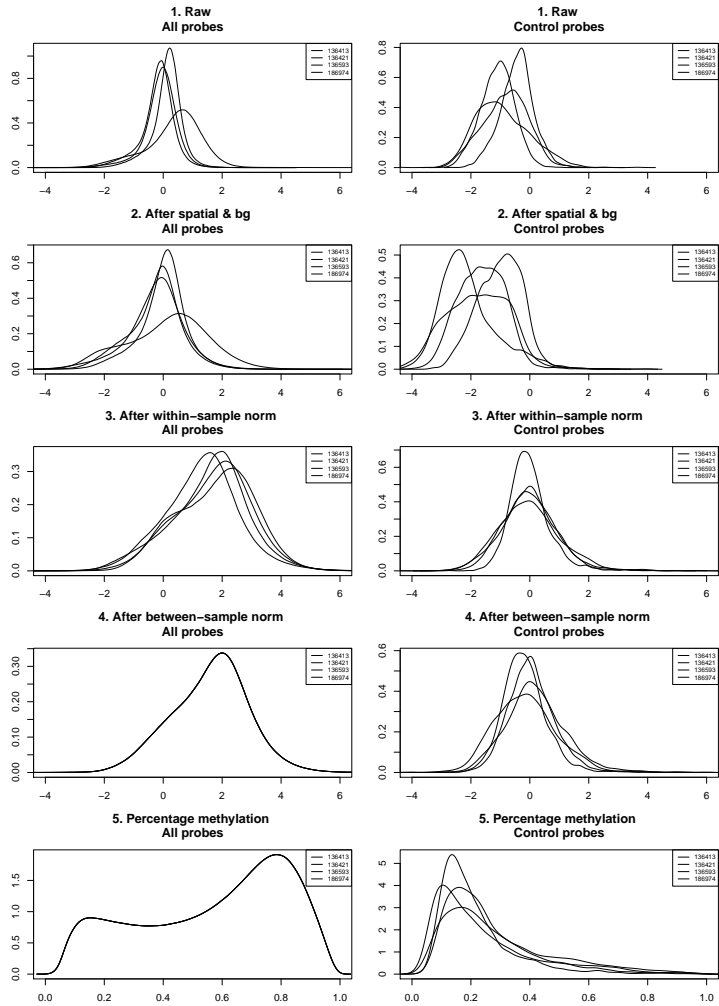 1. Raw
All probes
136413
136421
136593
186974
0.0 0.4 0.8
−4 −2 0 2 4 6
1. Raw
Control probes
136413
136421
136593
186974
0.0 0.2 0.4 0.6 0.8
−4 −2 0 2 4 6
2. After spatial & bg
All probes
136413
136421
136593
186974
0.0 0.2 0.4 0.6
−4 −2 0 2 4 6
2. After spatial & bg
Control probes
136413
136421
136593
186974
0.0 0.1 0.2 0.3 0.4 0.5
−4 −2 0 2 4 6
3. After within−sample norm
All probes
136413
136421
136593
186974
0.0 0.1 0.2 0.3
−4 −2 0 2 4 6
3. After within−sample norm
Control probes
136413
136421
136593
186974
0.0 0.2 0.4 0.6
−4 −2 0 2 4 6
4. After between−sample norm
All probes
136413
136421
136593
186974
0.00 0.10 0.20 0.30
−4 −2 0 2 4 6
4. After between−sample norm
Control probes
136413
136421
136593
186974
0.0 0.2 0.4 0.6
−4 −2 0 2 4 6
5. Percentage methylation
All probes
136413
136421
136593
186974
0.0 0.5 1.0 1.5
0.0 0.2 0.4 0.6 0.8 1.0
5. Percentage methylation
Control probes
136413
136421
136593
186974
0 1 2 3 4 5
0.0 0.2 0.4 0.6 0.8 1.0